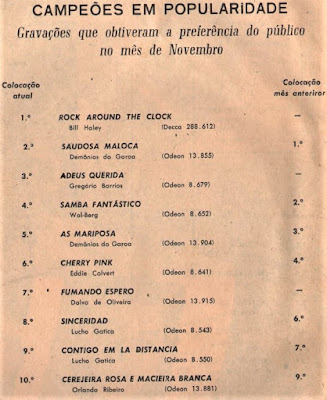 CAMPEÕES EM POPULARIDADE
Gravações que obtiveram a preferência do público
no mês de Novembro
Colocação atual
Colocação mês anteriror
1.º ROCK AROUND THE CLOCK —
Bill Haley (Decca 288.612)
2.º SAUDOSA MALOCA 1.º
Demônios da Garoa (Odeon 13.855)
3.º ADEUS QUERIDA —
Gregório Barrios (Odeon 8.679)
4.º SAMBA FANTÁSTICO 2.º
Wal-Berg (Odeon 8.652)
5.º AS MARIPOSA 3.º
Demônios da Garoa (Odeon 13.904)
6.º CHERRY PINK 4.º
Eddie Calvert (Odeon 8.641)
7.º FUMANDO ESPERO —
Dalva de Oliveira (Odeon 13.915)
8.º SINCERIDAD 6.º
Lucho Gatica (Odeon 8.543)
9.º CONTIGO EM LA DISTANCIA 7.º
Lucho Gatica (Odeon 8.550)
10.º CEREJEIRA ROSA E MACIEIRA BRANCA 9.º
Orlando Ribeiro (Odeon 13.881)